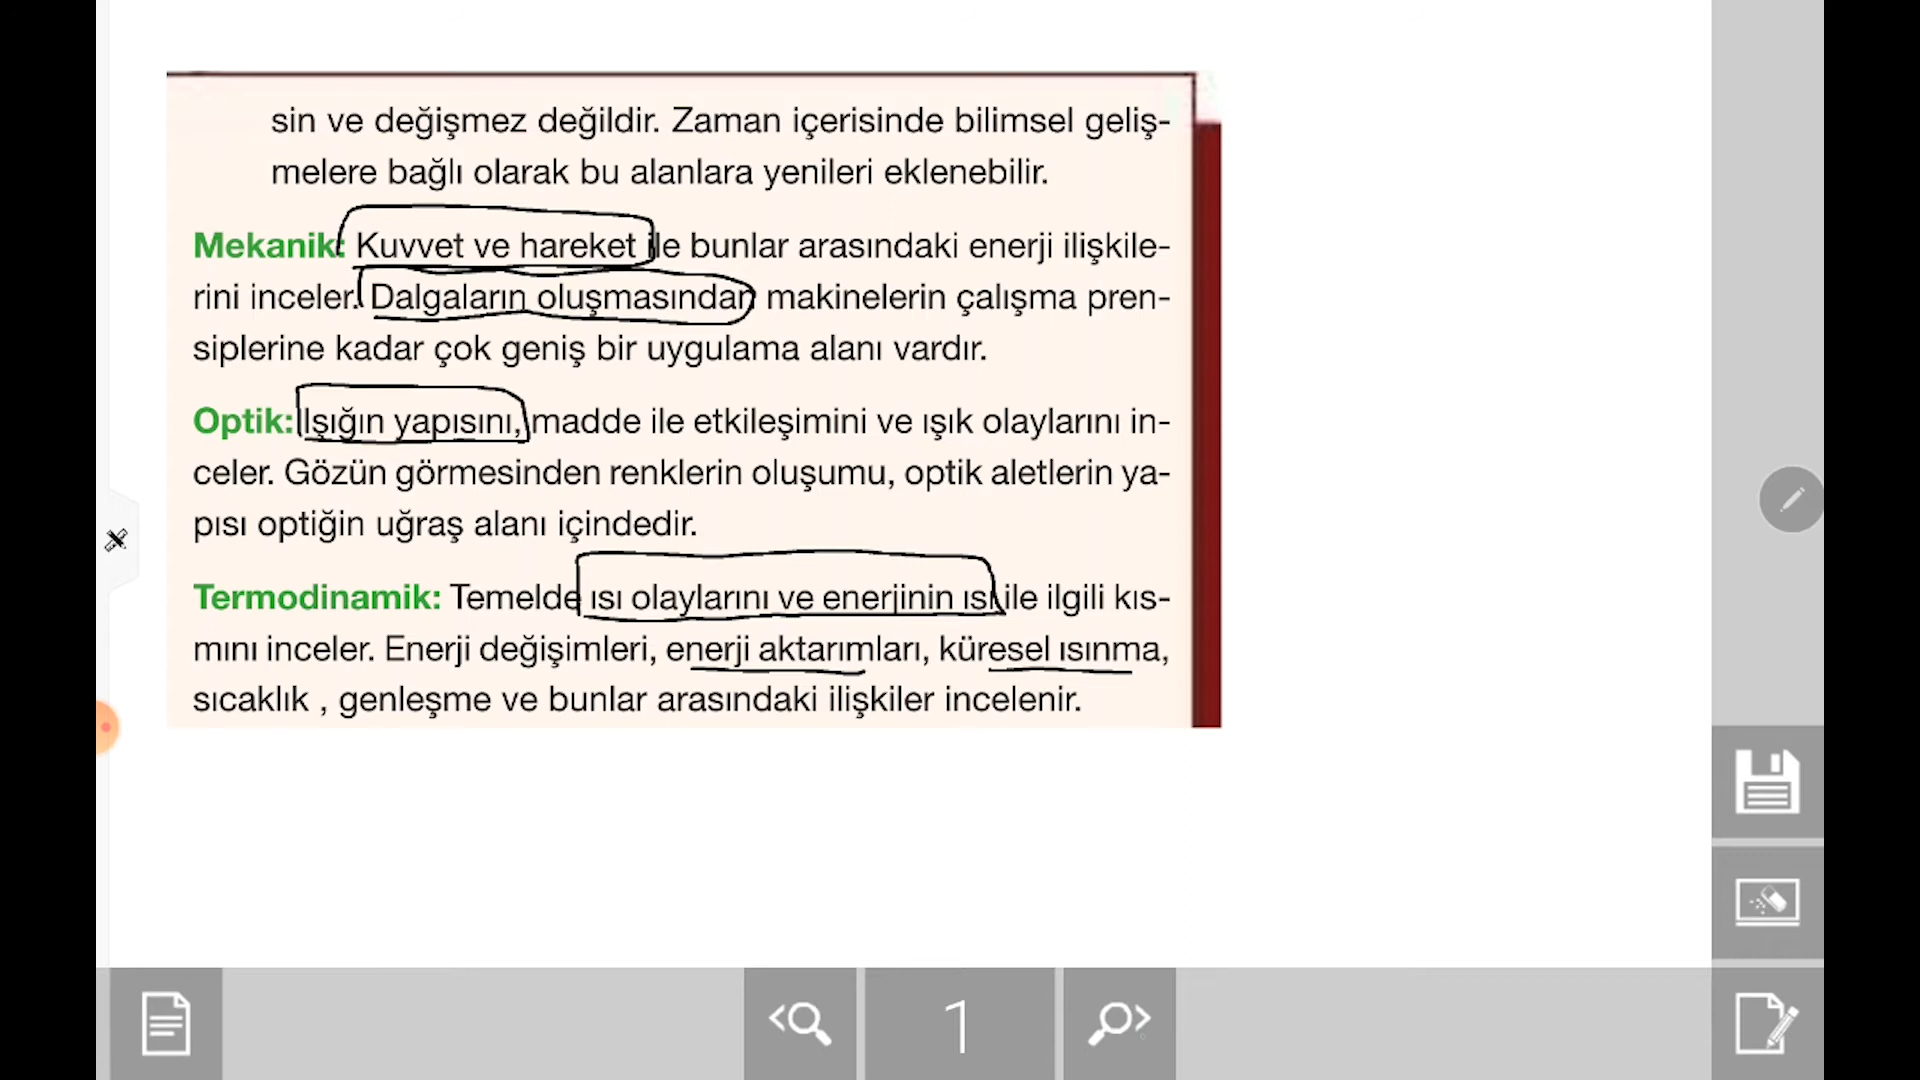 sin ve değişmez değildir. Zaman içerisinde bilimsel geliş-
melere bağlı olarak bu alanlara yenileri eklenebilir.
Mekanik: Kuvvet ve hareket ile bunlar arasındaki enerji ilişkile-
rini inceler. Dalgaların oluşmasından makinelerin çalışma pren-
siplerine kadar çok geniş bir uygulama alanı vardır.
Optik: Işığın yapısını, madde ile etkileşimini ve ışık olaylarını in-
celer. Gözün görmesinden renklerin oluşumu, optik aletlerin ya-
pısı optiğin uğraş alanı içindedir.
Termodinamik: Temelde ısı olaylarını ve enerjinin ısı ile ilgili kıs-
mını inceler. Enerji değişimleri, enerji aktarımları, küresel ısınma,
sıcaklık , genleşme ve bunlar arasındaki ilişkiler incelenir.
1